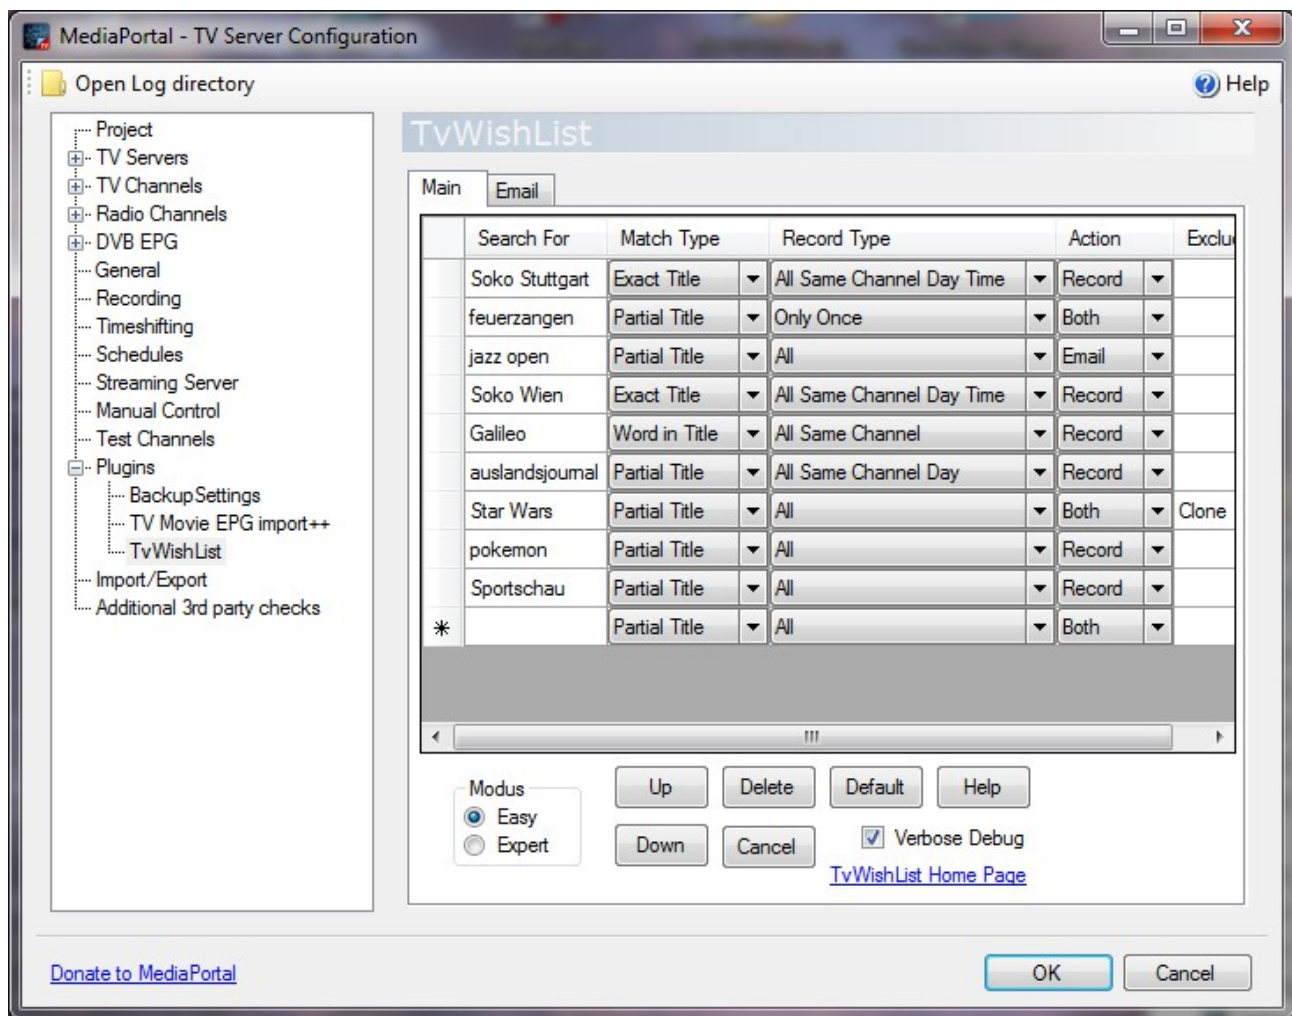 MediaPortal - TV Server Configuration
Open Log directory
Help
Project
TV Servers
TV Channels
Radio Channels
DVB EPG
General
Recording
Timeshifting
Schedules
Streaming Server
Manual Control
Test Channels
Plugins
BackupSettings
TV Movie EPG import++
TvWishList
Import/Export
Additional 3rd party checks
TvWishList
Main Email
Search For Match Type Record Type Action Exclu
Soko Stuttgart Exact Title All Same Channel Day Time Record
feuerzangen Partial Title Only Once Both
jazz open Partial Title All Email
Soko Wien Exact Title All Same Channel Day Time Record
Galileo Word in Title All Same Channel Record
auslandsjournal Partial Title All Same Channel Day Record
Star Wars Partial Title All Both Clone
pokemon Partial Title All Record
Sportschau Partial Title All Record
* Partial Title All Both
Modus
Easy
Expert
Up Delete Default Help
Down Cancel Verbose Debug
TvWishList Home Page
Donate to MediaPortal
OK Cancel